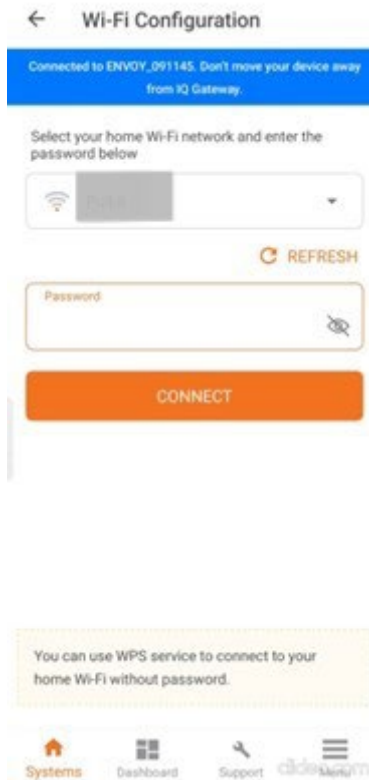 Wi-Fi Configuration
Connected to ENVOY_091145. Don't move your device away
from IQ Gateway.
Select your home Wi-Fi network and enter the
password below
REFRESH
Password
CONNECT
You can use WPS service to connect to your
home Wi-Fi without password.
Systems Dashboard Support Menu